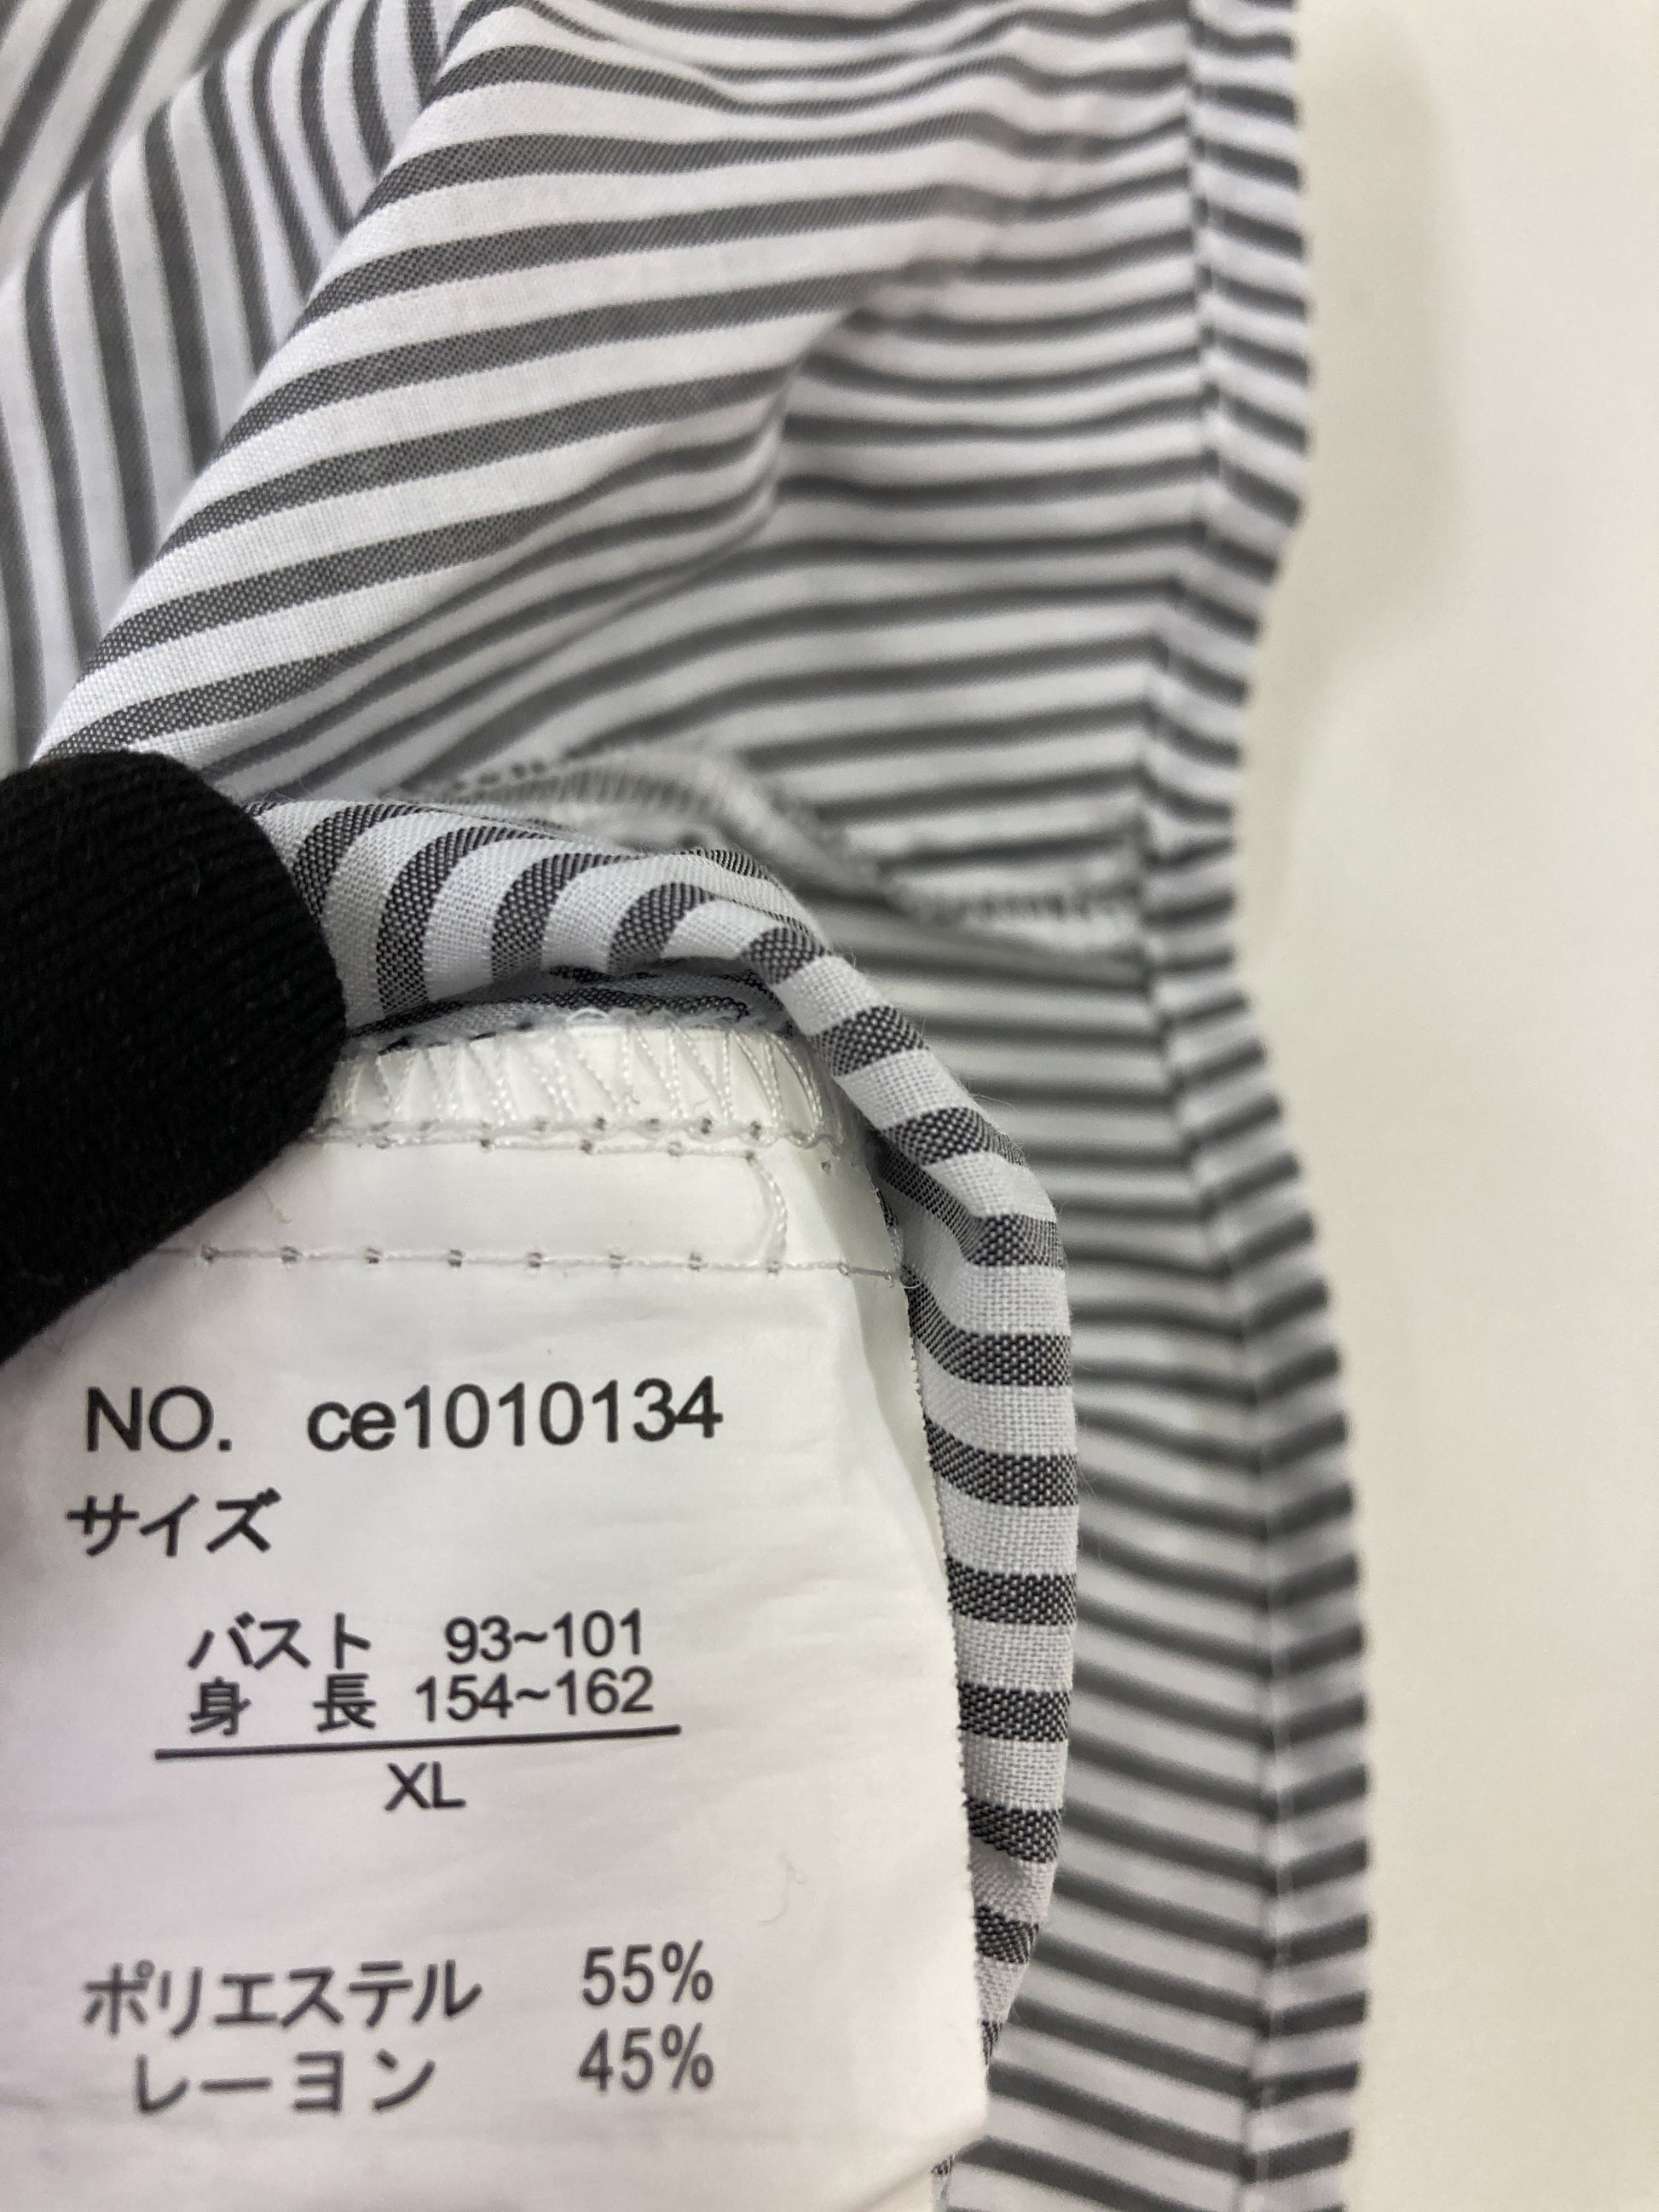 NO. ce1010134
サイズ
バスト 93~101
身 長 154~162
XL
ポリエステル 55%
レーヨン 45%